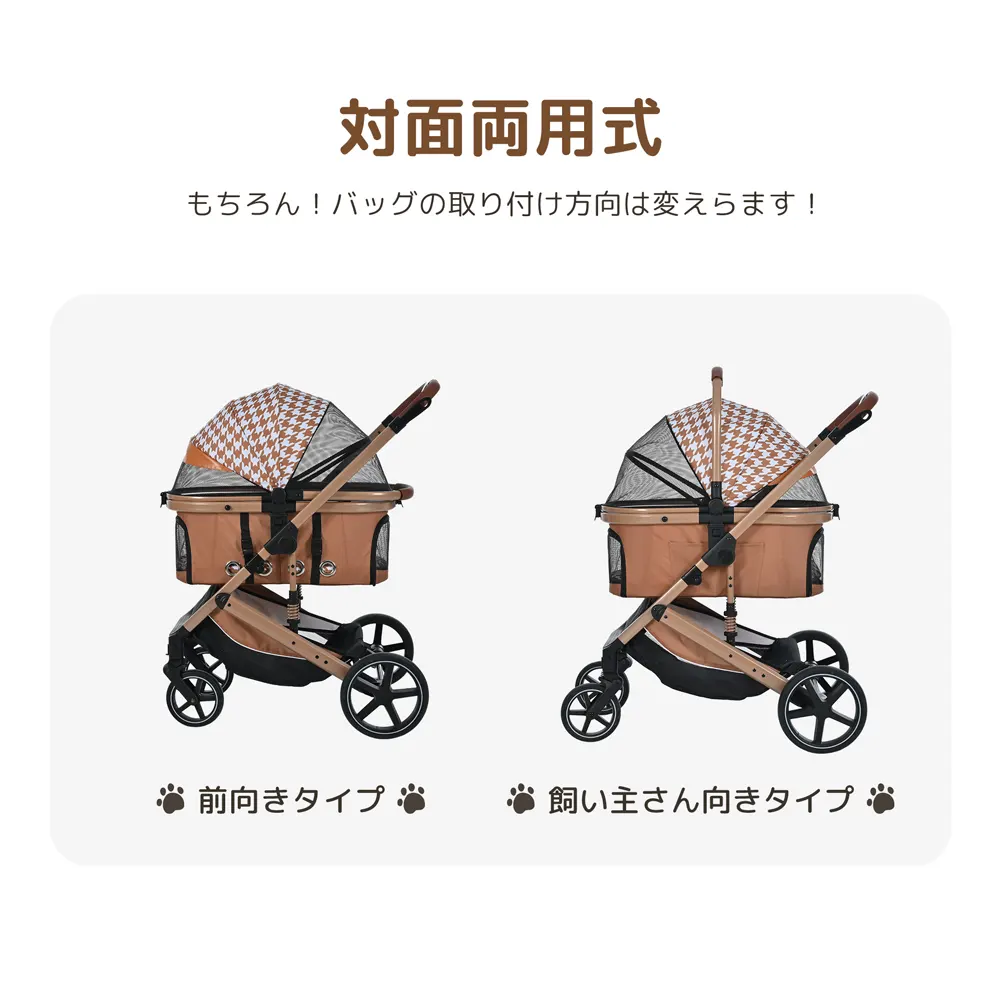 対面両用式
もちろん！バッグの取り付け方向は変えらます！
前向きタイプ
飼い主さん向きタイプ